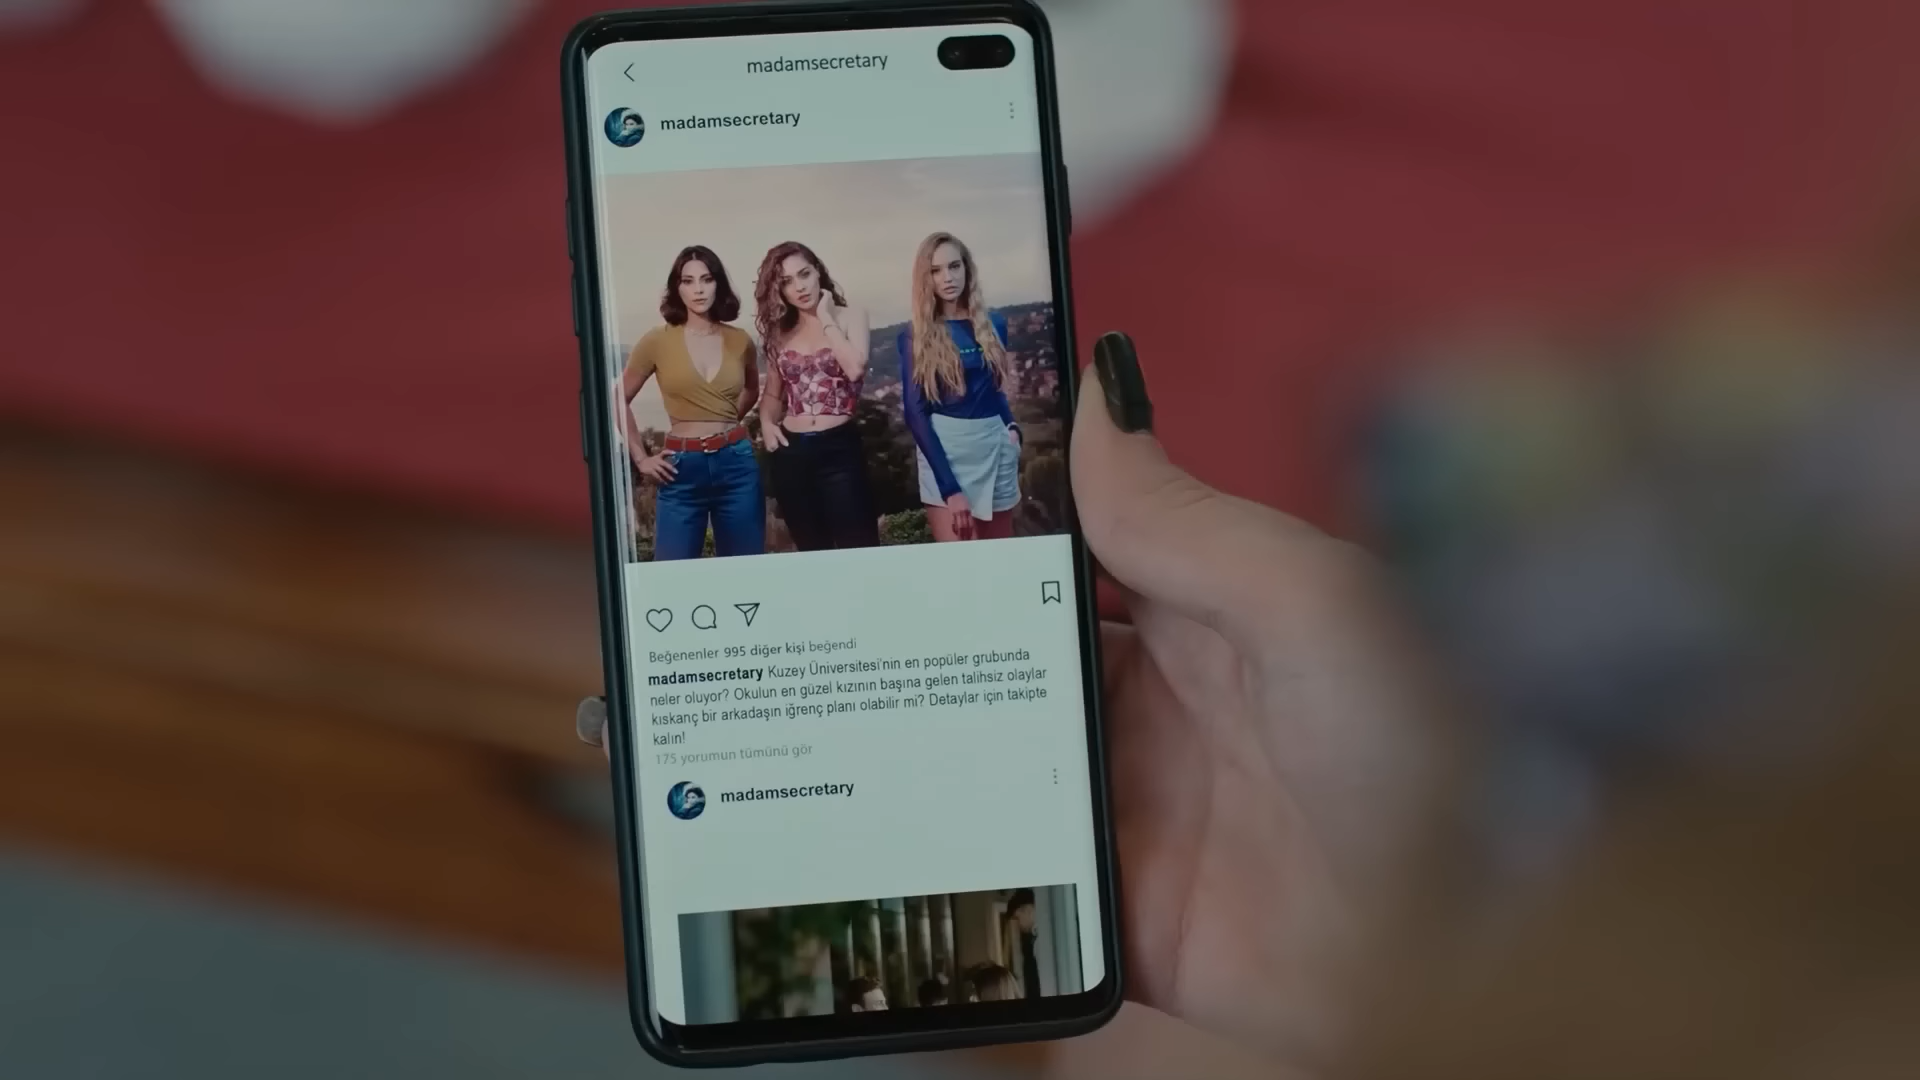 madamsecretary
madamsecretary
Beğenenler 995 diğer kişi beğendi
madamsecretary Kuzey Üniversitesi'nin en popüler grubunda
neler oluyor? Okulun en güzel kızının başına gelen talihsiz olaylar
kıskanç bir arkadaşın iğrenç planı olabilir mi? Detaylar için takipte
kalın!
175 yorumun tümünü gör
madamsecretary